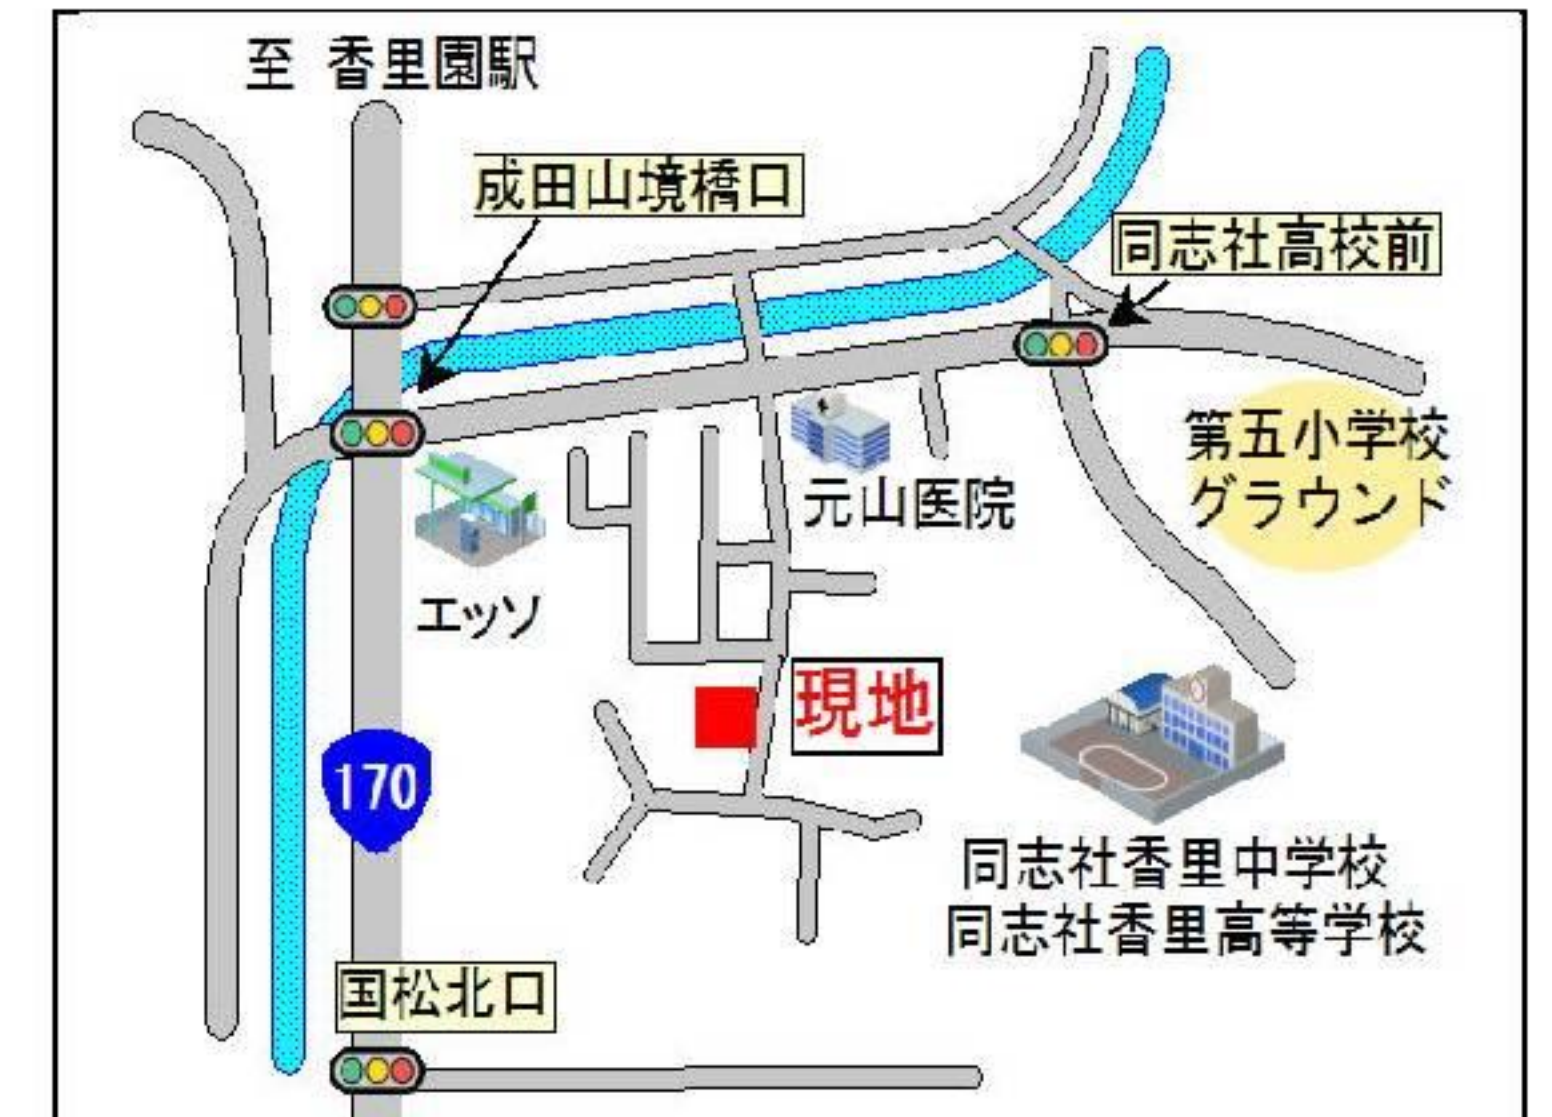 至 香里園駅
成田山境橋口
同志社高校前
第五小学校
グラウンド
元山医院
エッソ
現地
170
同志社香里中学校
同志社香里高等学校
国松北口